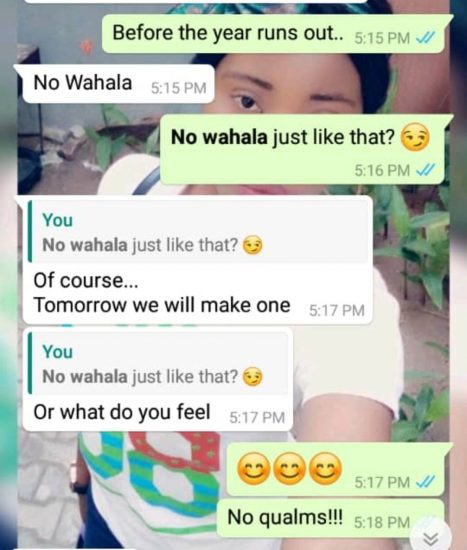 Before the year runs out.. 5:15 PM
No Wahala 5:15 PM
No wahala just like that? 😏
5:16 PM
You
No wahala just like that? 😏
Of course...
Tomorrow we will make one 5:17 PM
You
No wahala just like that? 😏
Or what do you feel 5:17 PM
😊😊😊 5:17 PM
No qualms!!! 5:18 PM